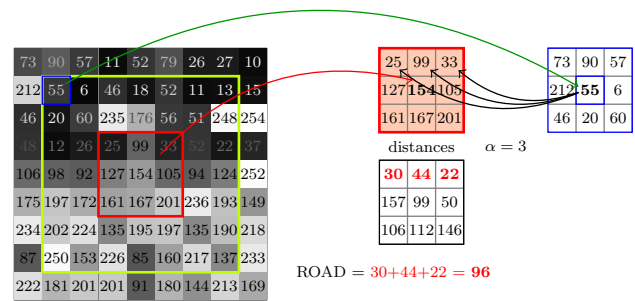 73 90 57 11 52 79 26 27 10
212 55 6 46 18 52 11 13 15
46 20 60 235 176 56 51 248 254
48 12 26 25 99 33 52 22 37
106 98 92 127 154 105 94 124 252
175 197 172 161 167 201 236 193 149
234 202 224 135 195 197 135 190 218
87 250 153 226 85 160 217 137 233
222 181 201 201 91 180 144 213 169
25 99 33
127 154 105
161 167 201
73 90 57
212 55 6
46 20 60
distances
α = 3
30 44 22
157 99 50
106 112 146
ROAD = 30+44+22 = 96